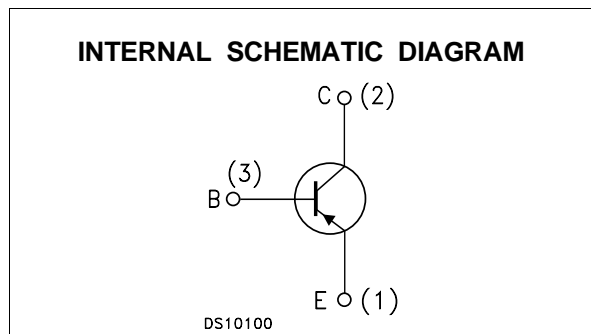 INTERNAL SCHEMATIC DIAGRAM
C (2)
(3)
B
E (1)
DS10100